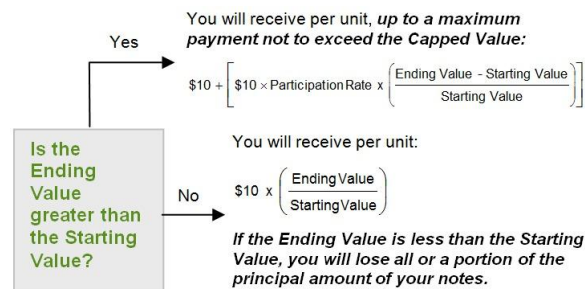 You will receive per unit, up to a maximum
payment not to exceed the Capped Value:
Yes
$10 + [ $10 × Participation Rate x ( Ending Value - Starting Value / Starting Value ) ]
Is the
Ending
Value
greater than
the Starting
Value?
No
You will receive per unit:
$10 x ( Ending Value / Starting Value )
If the Ending Value is less than the Starting
Value, you will lose all or a portion of the
principal amount of your notes.